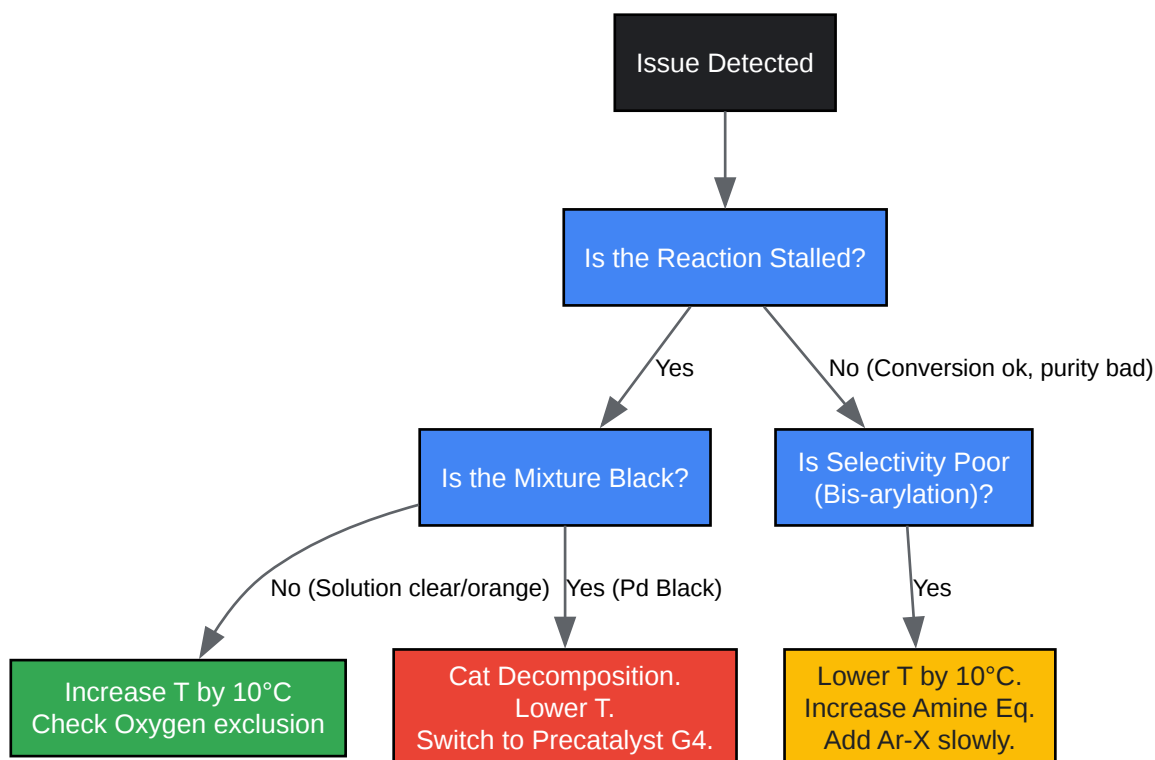 Issue Detected
Is the Reaction Stalled?
Yes
No (Conversion ok, purity bad)
Is the Mixture Black?
Is Selectivity Poor
(Bis-arylation)?
No (Solution clear/orange)
Yes (Pd Black)
Yes
Increase T by 10°C
Check Oxygen exclusion
Cat Decomposition.
Lower T.
Switch to Precatalyst G4.
Lower T by 10°C.
Increase Amine Eq.
Add Ar-X slowly.